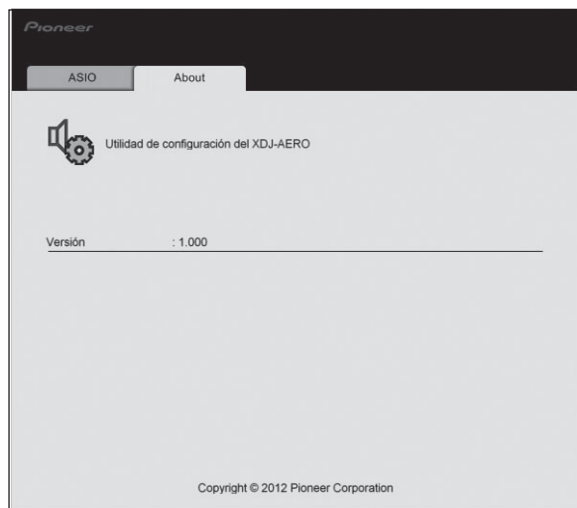 Pioneer
ASIO About
Utilidad de configuración del XDJ-AERO
Versión : 1.000
Copyright © 2012 Pioneer Corporation